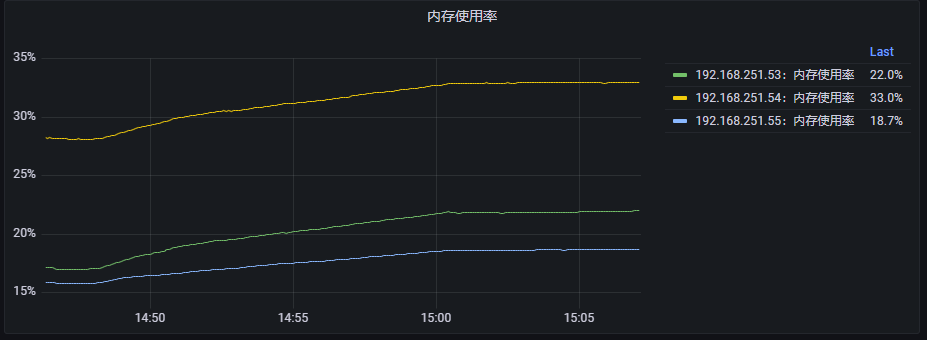 内存使用率
35%
30%
25%
20%
15%
14:50 14:55 15:00 15:05
Last
192.168.251.53：内存使用率 22.0%
192.168.251.54：内存使用率 33.0%
192.168.251.55：内存使用率 18.7%